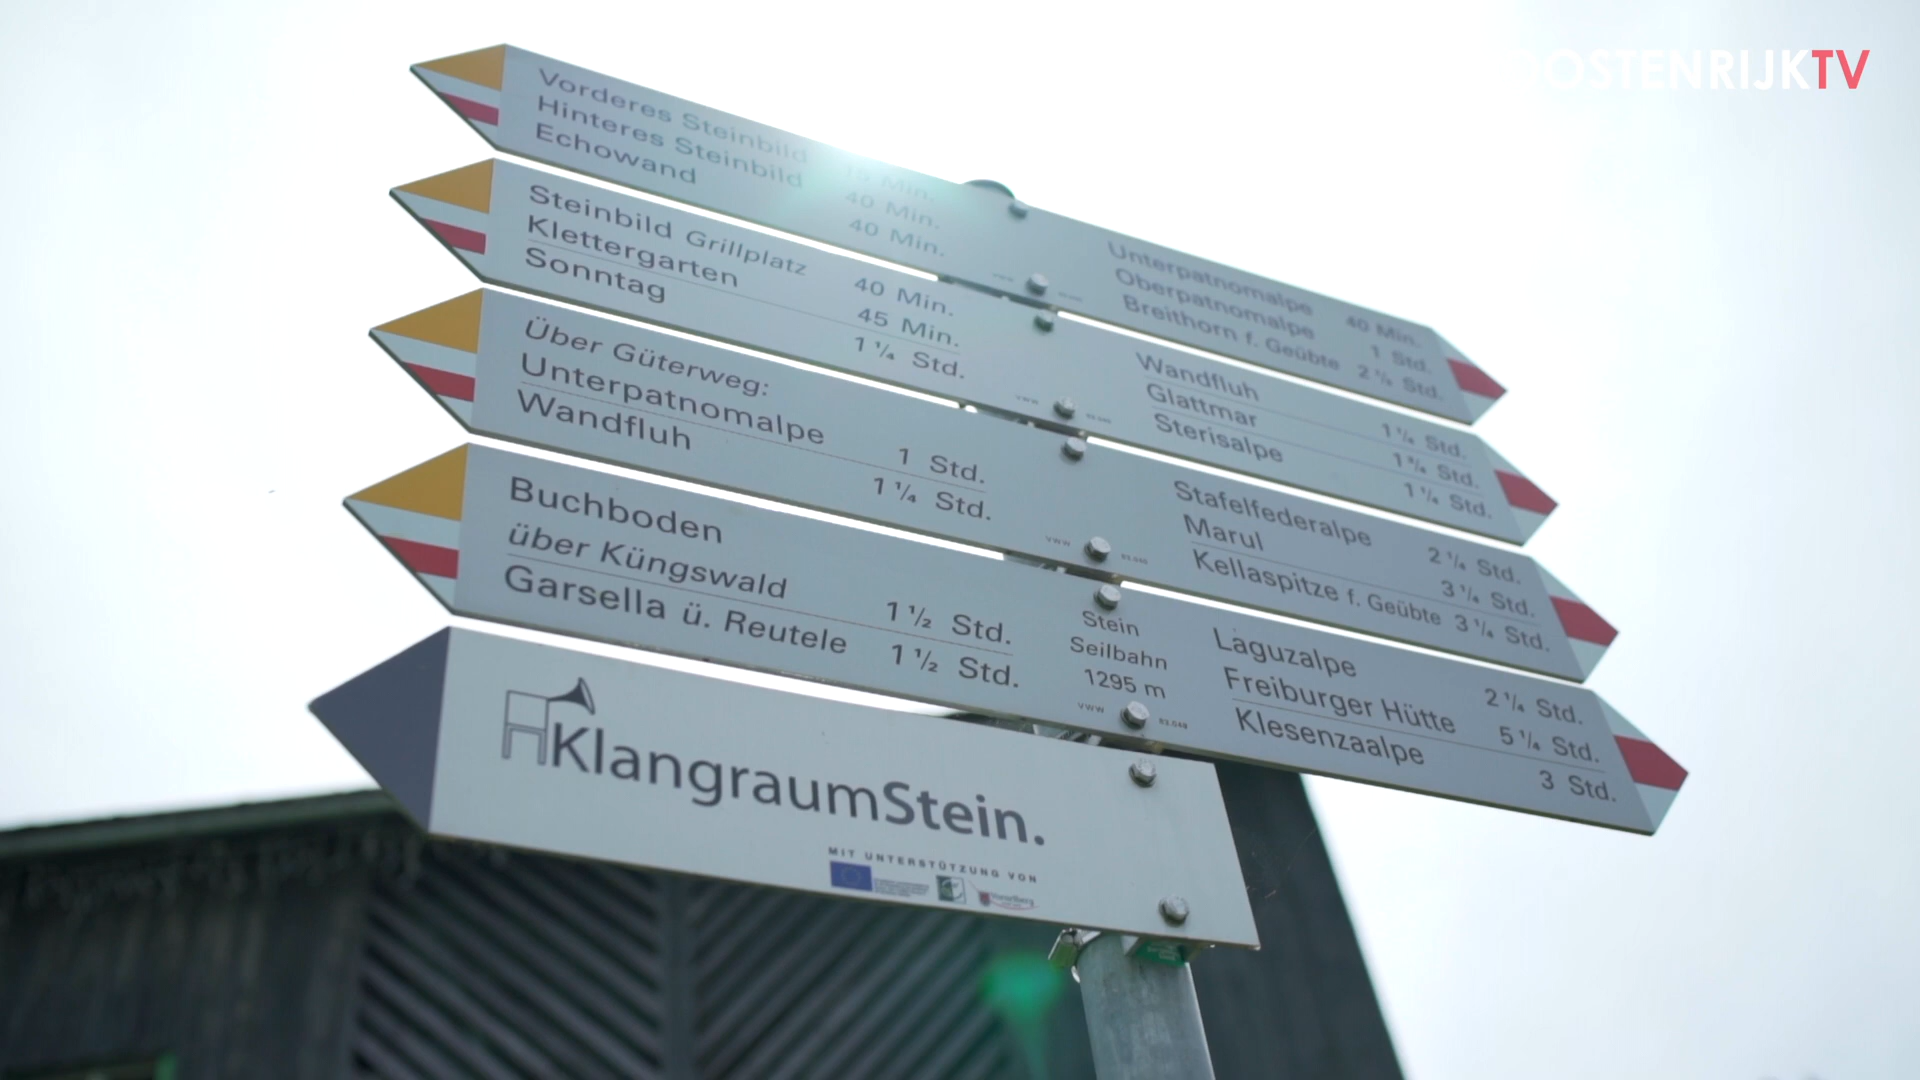 OOSTENRIJKTV
Vorderes Steinbild 15 Min.
Hinteres Steinbild 40 Min.
Echowand 40 Min.
Unterpatnomalpe 40 Min.
Oberpatnomalpe 1 Std.
Breithorn f. Geübte Std.
Steinbild Grillplatz 40 Min.
Klettergarten 45 Min.
Sonntag 1 ¼ Std.
Wandfluh 1 ¼ Std.
Glattmar 1 ¾ Std.
Sterisalpe 1 ¼ Std.
Über Güterweg:
Unterpatnomalpe 1 Std.
Wandfluh 1 ¼ Std.
Stafelfederalpe 2 ¼ Std.
Marul 3 ¼ Std.
Kellaspitze f. Geübte 3 ¼ Std.
Buchboden
über Küngswald 1 ½ Std.
Garsella ü. Reutele 1 ½ Std.
Stein
Seilbahn
1295 m
VWW
Laguzalpe 2 ¼ Std.
Freiburger Hütte 5 ¼ Std.
Klesenzaalpe 3 Std.
KlangraumStein.
MIT UNTERSTÜTZUNG VON
Vorarlberg